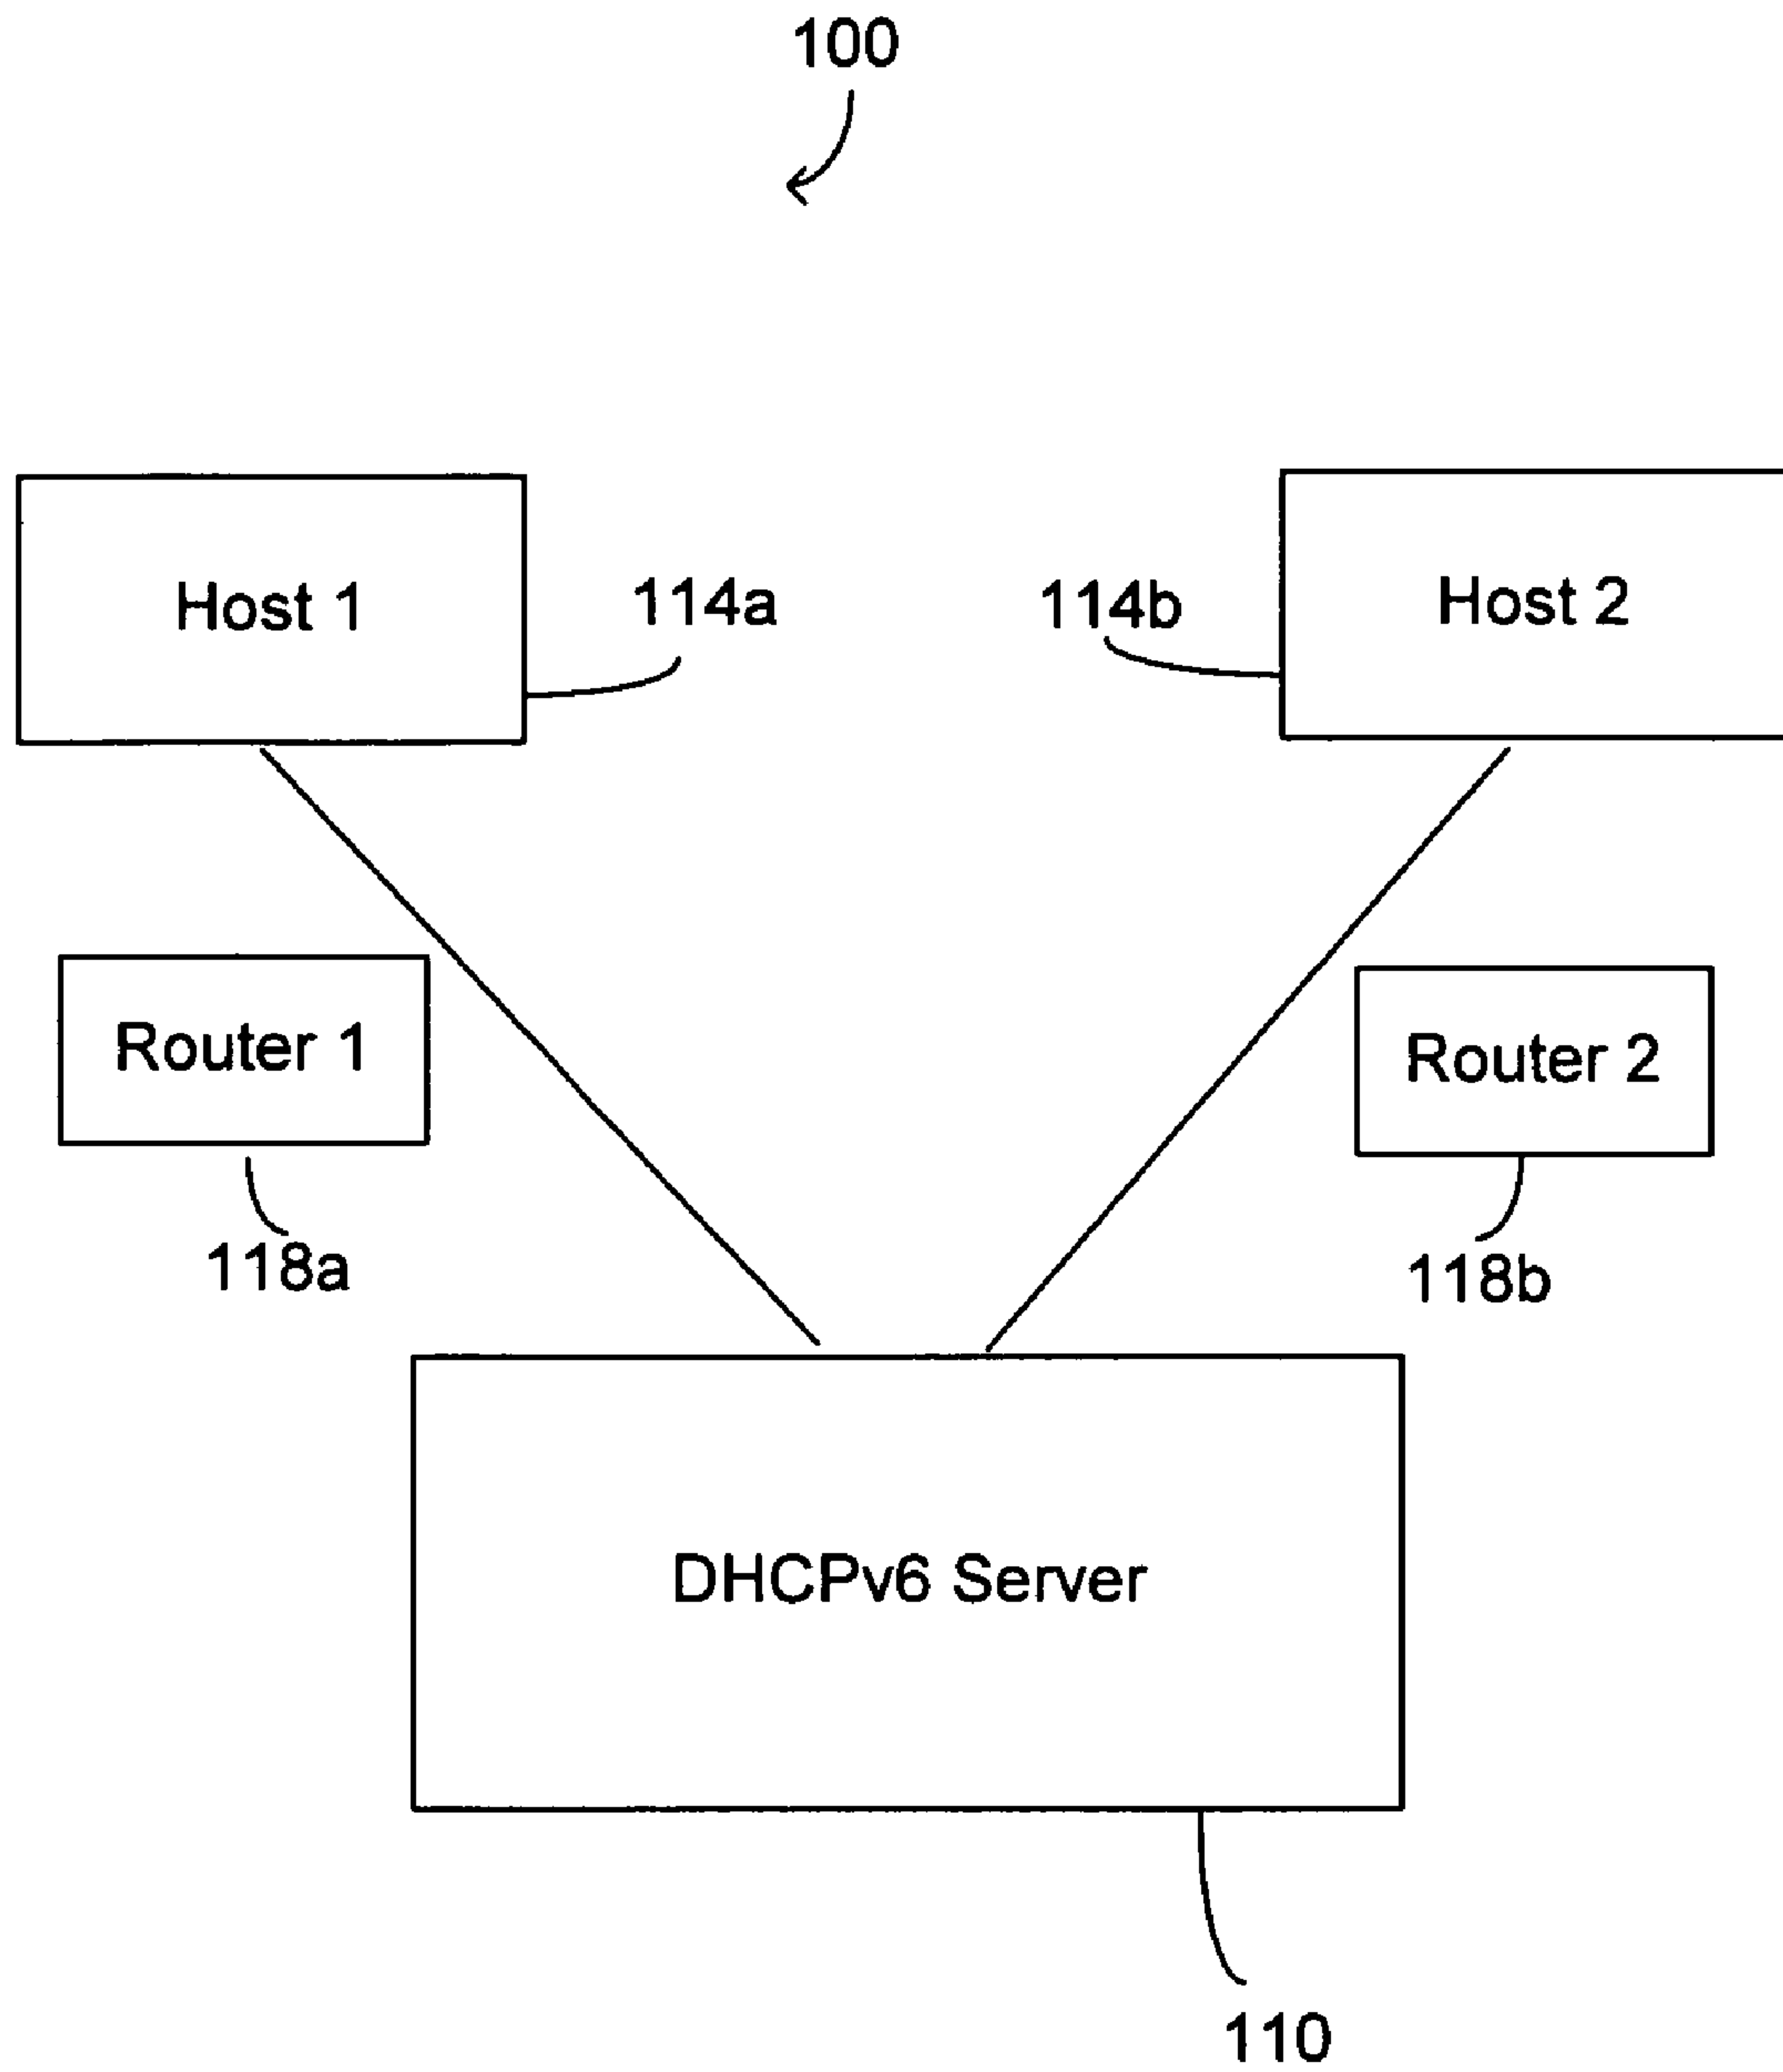 100
Host 1
114a
114b
Host 2
Router 1
Router 2
118a
118b
DHCPv6 Server
110